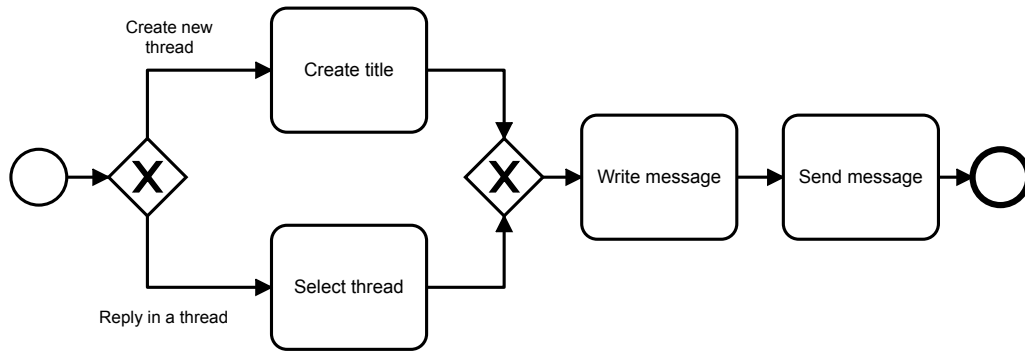 Create new
thread
Create title
Write message
Send message
Select thread
Reply in a thread